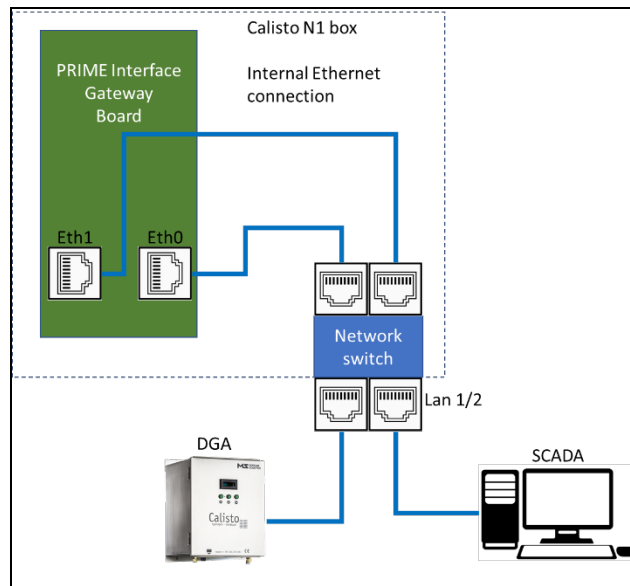 Calisto N1 box
PRIME Interface
Gateway
Board
Internal Ethernet
connection
Eth1
Eth0
Network
switch
Lan 1/2
DGA
SCADA
Calisto